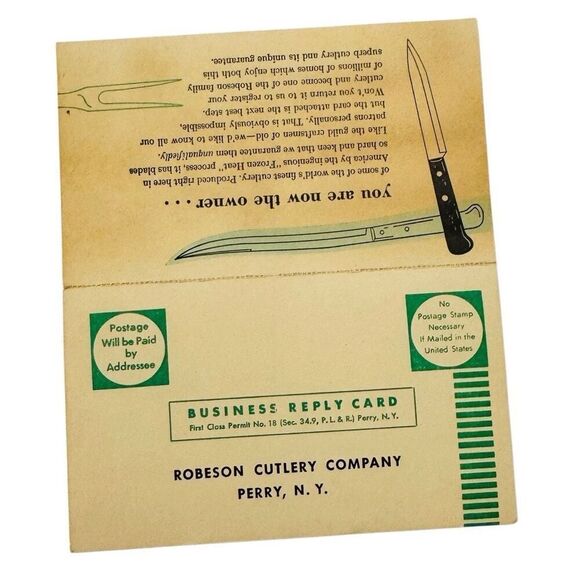 you are now the owner . . .
of some of the world's finest cutlery. Produced right here in
America by the ingenious "Frozen Heat" process, it has blades
so hard and keen that we guarantee them unqualifiedly.
Like the guild craftsmen of old—we'd like to know all our
patrons personally. That is obviously impossible,
but the card attached is the next best step.
Won't you return it to us to register your
cutlery and become one of the Robeson family
of millions of homes which enjoy both this
superb cutlery and its unique guarantee.
Postage
Will be Paid
by
Addressee
No
Postage Stamp
Necessary
If Mailed in the
United States
BUSINESS REPLY CARD
First Class Permit No. 18 (Sec. 34.9, P. L. & R.) Perry, N. Y.
ROBESON CUTLERY COMPANY
PERRY, N. Y.